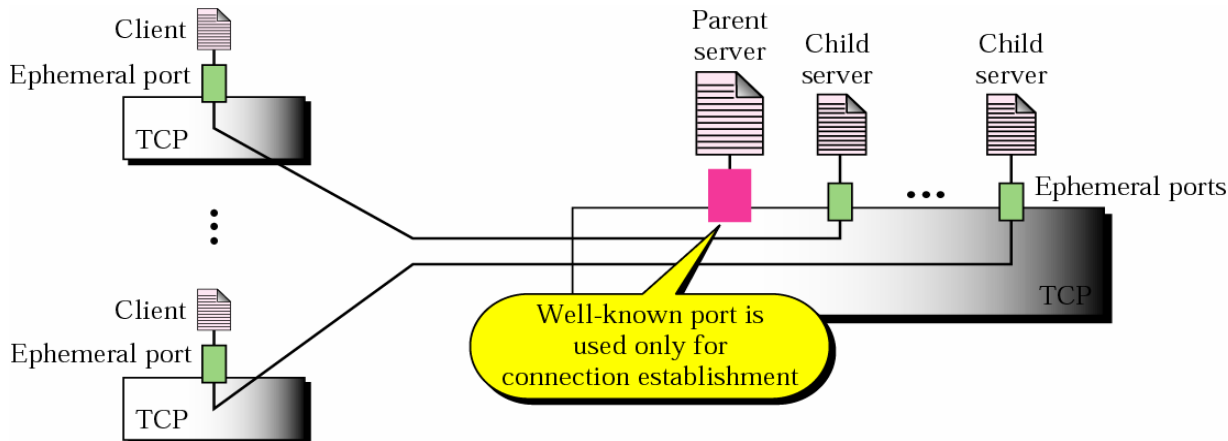 Client
Ephemeral port
TCP
Parent
server
Child
server
Child
server
Ephemeral ports
TCP
Well-known port is
used only for
connection establishment
Client
Ephemeral port
TCP